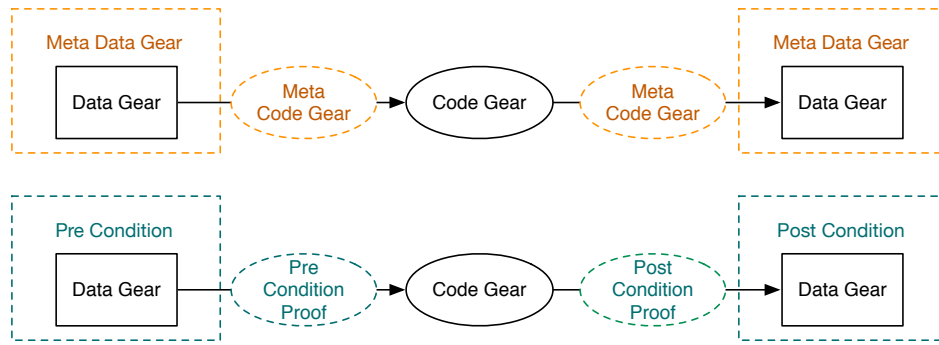 Meta Data Gear
Data Gear
Meta
Code Gear
Code Gear
Meta
Code Gear
Meta Data Gear
Data Gear
Pre Condition
Data Gear
Pre
Condition
Proof
Code Gear
Post
Condition
Proof
Post Condition
Data Gear